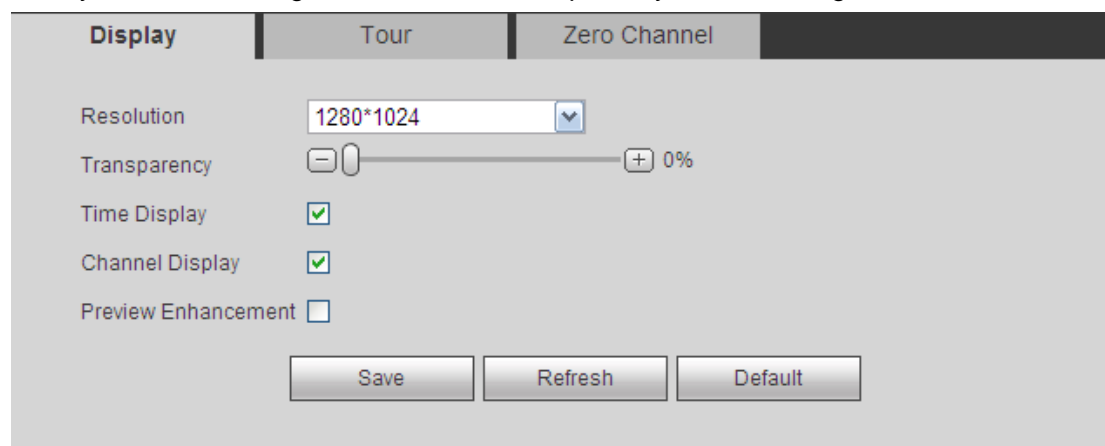 Display Tour Zero Channel
Resolution 1280*1024
Transparency 0%
Time Display
Channel Display
Preview Enhancement
Save Refresh Default